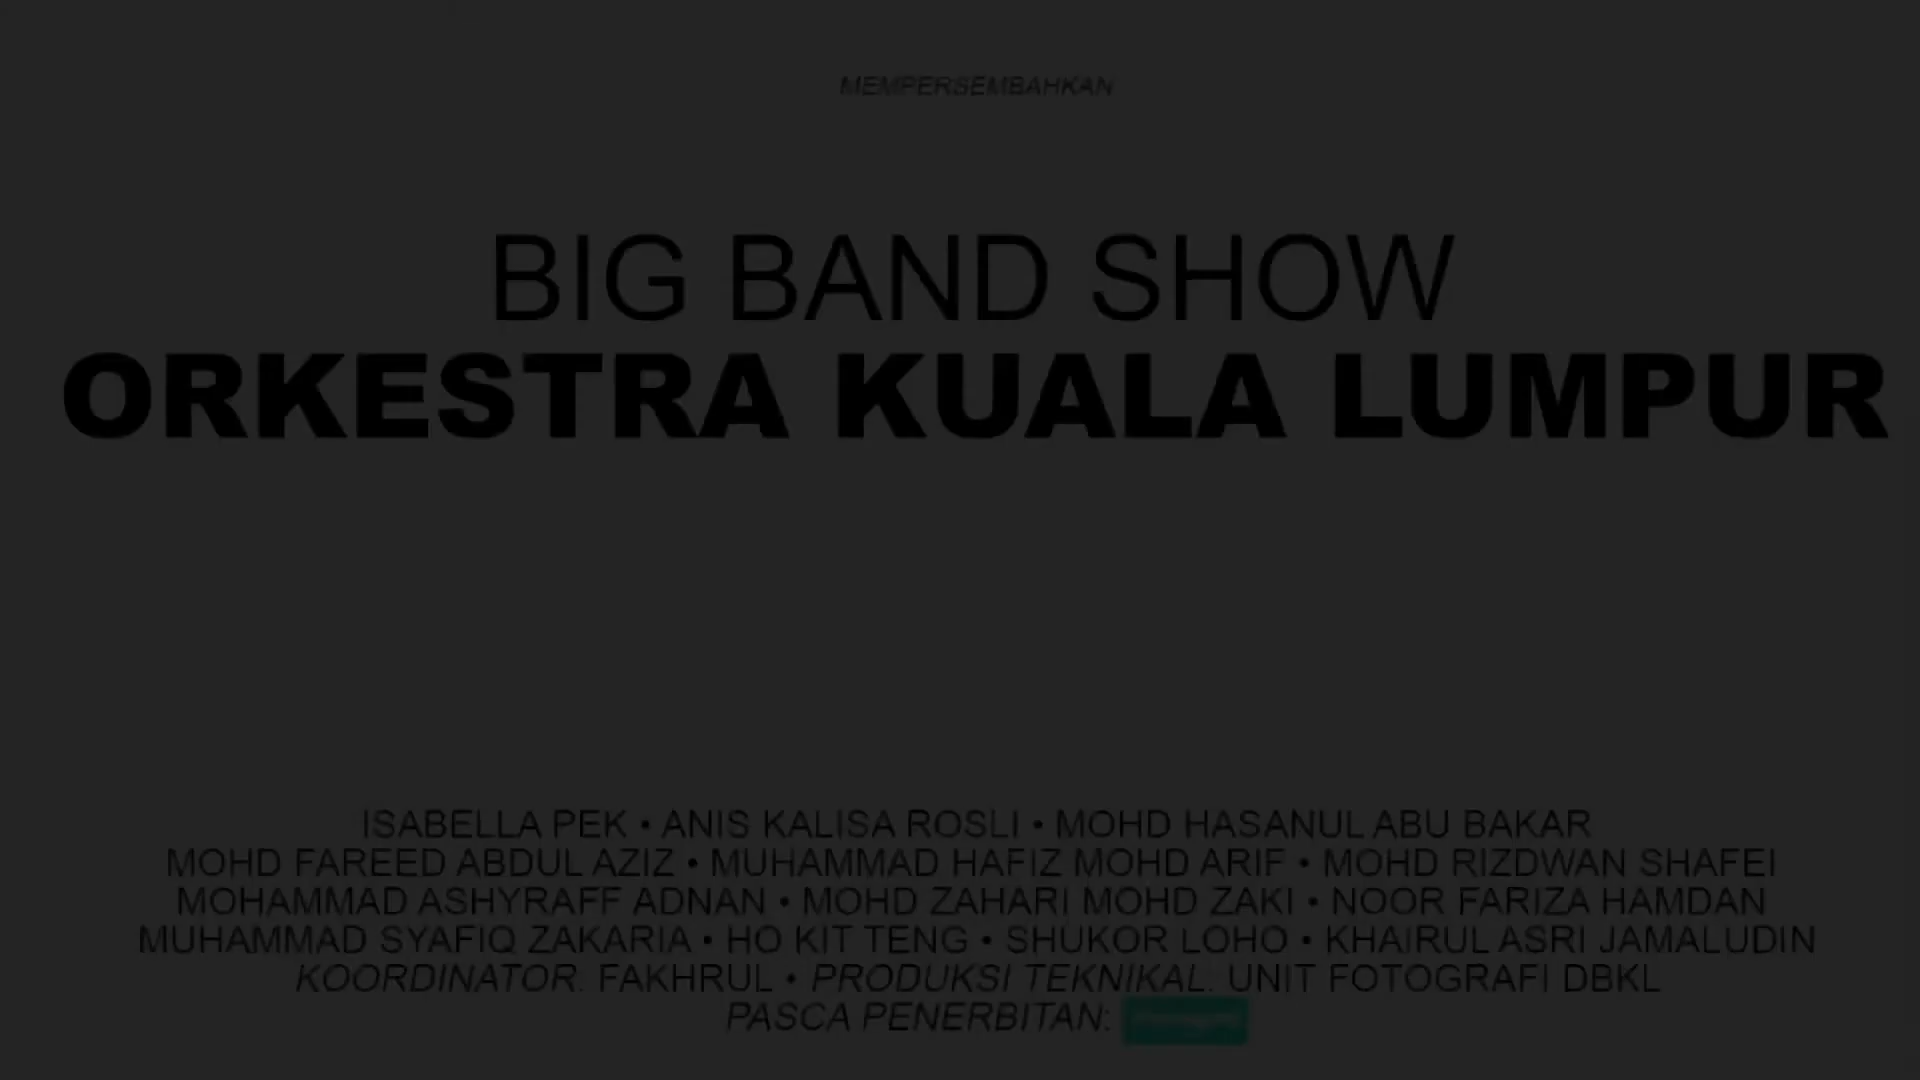 MEMPERSEMBAHKAN
BIG BAND SHOW
ORKESTRA KUALA LUMPUR
ISABELLA PEK • ANIS KALISA ROSLI • MOHD HASANUL ABU BAKAR
MOHD FAREED ABDUL AZIZ • MUHAMMAD HAFIZ MOHD ARIF • MOHD RIZDWAN SHAFEI
MOHAMMAD ASHYRAFF ADNAN • MOHD ZAHARI MOHD ZAKI • NOOR FARIZA HAMDAN
MUHAMMAD SYAFIQ ZAKARIA • HO KIT TENG • SHUKOR LOHO • KHAIRUL ASRI JAMALUDIN
KOORDINATOR: FAKHRUL • PRODUKSI TEKNIKAL: UNIT FOTOGRAFI DBKL
PASCA PENERBITAN: